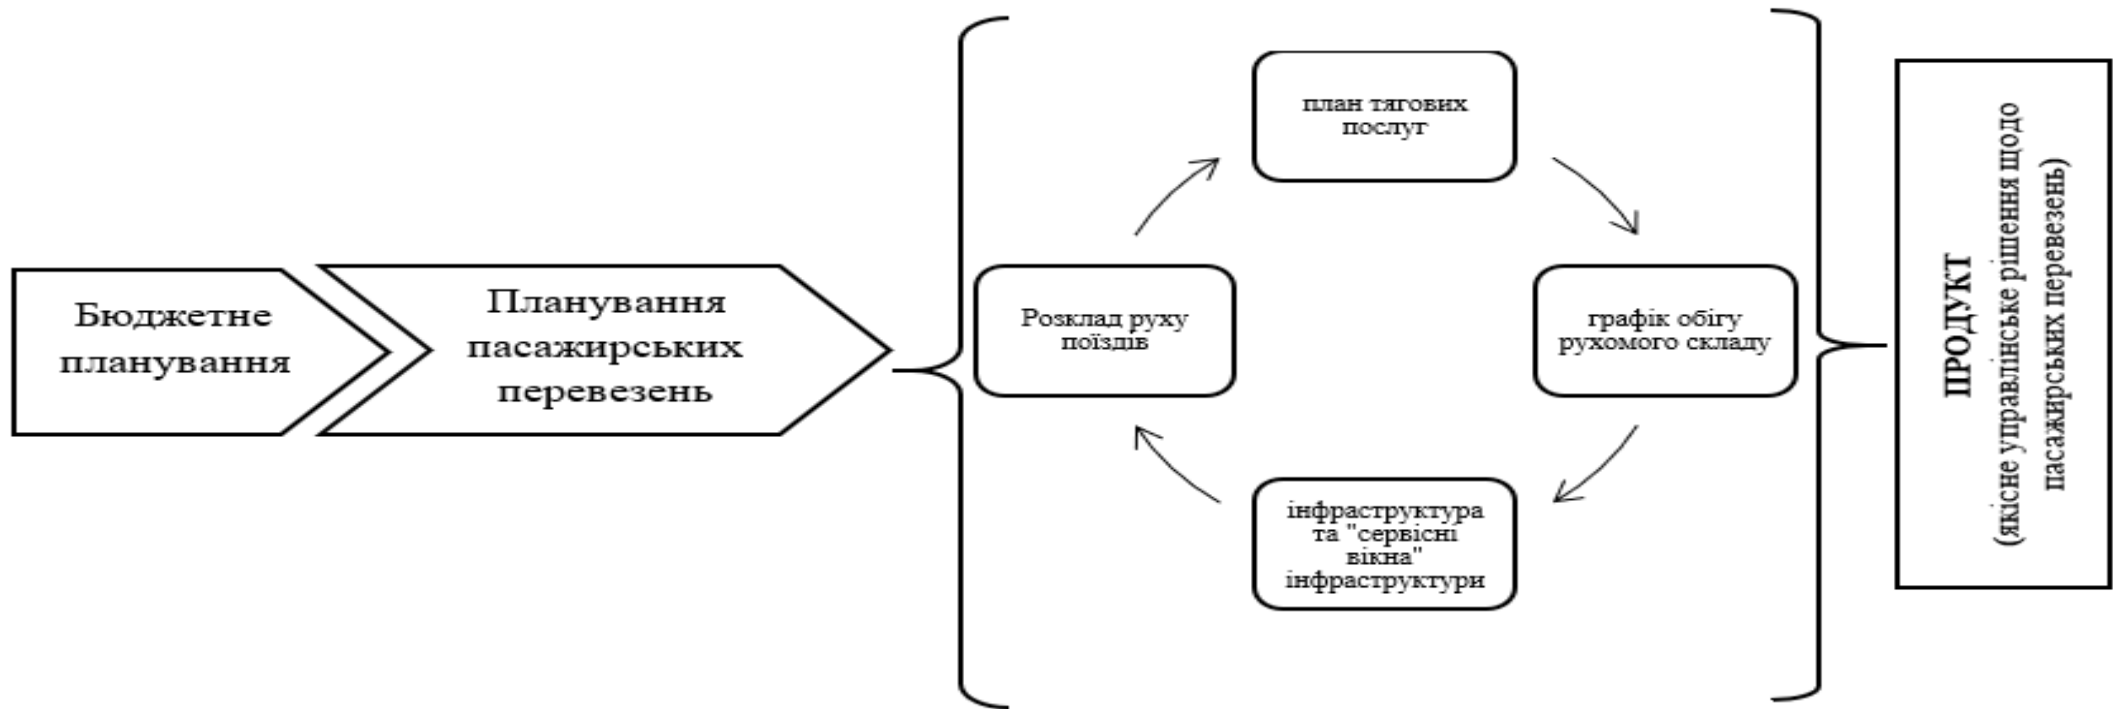 Бюджетне
планування
Планування
пасажирських
перевезень
план тягових
послуг
Розклад руху
поїздів
графік обігу
рухомого складу
інфраструктура
та "сервісні
вікна"
інфраструктури
ПРОДУКТ
(якісне управлінське рішення щодо
пасажирських перевезень)